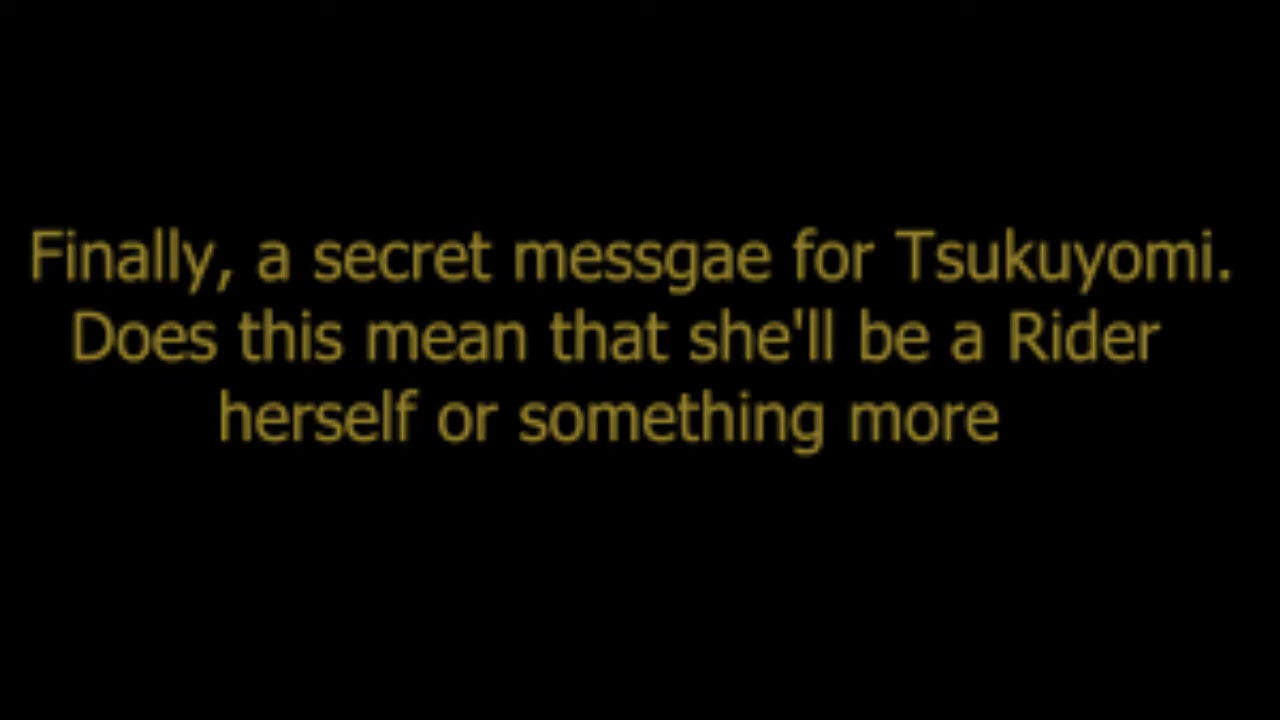 Finally, a secret messgae for Tsukuyomi.
Does this mean that she'll be a Rider
herself or something more